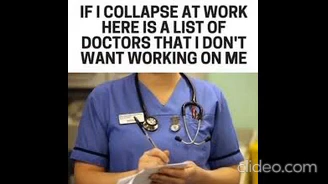 IF I COLLAPSE AT WORK
HERE IS A LIST OF
DOCTORS THAT I DON'T
WANT WORKING ON ME
clideo.com